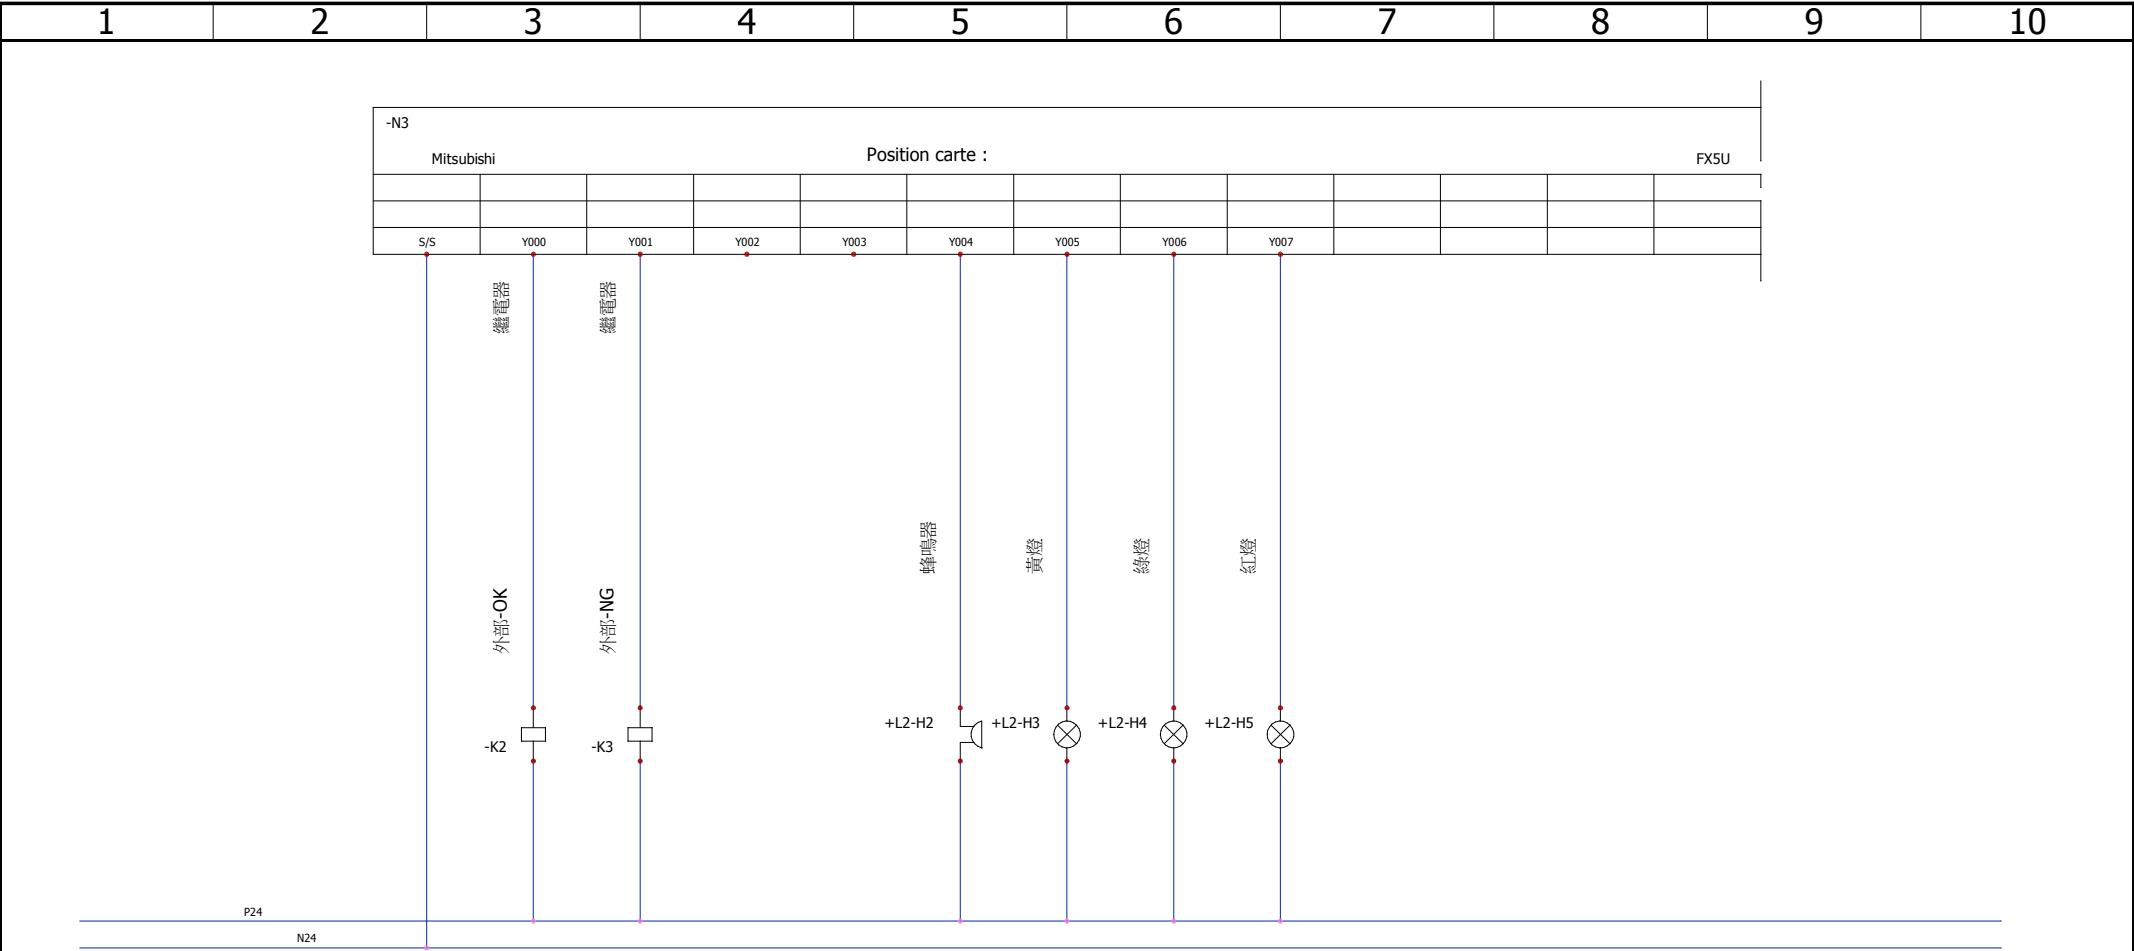 1 2 3 4 5 6 7 8 9 10
-N3
Mitsubishi Position carte : FX5U
S/S Y000 Y001 Y002 Y003 Y004 Y005 Y006 Y007
繼電器 繼電器
蜂鳴器 黃燈 綠燈 紅燈
外部-OK 外部-NG
+L2-H2 +L2-H3 +L2-H4 +L2-H5
-K2 -K3
P24
N24